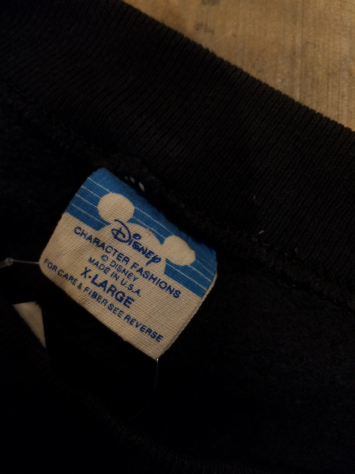 Disney
CHARACTER FASHIONS
© DISNEY
MADE IN U.S.A.
X-LARGE
FOR CARE & FIBER SEE REVERSE